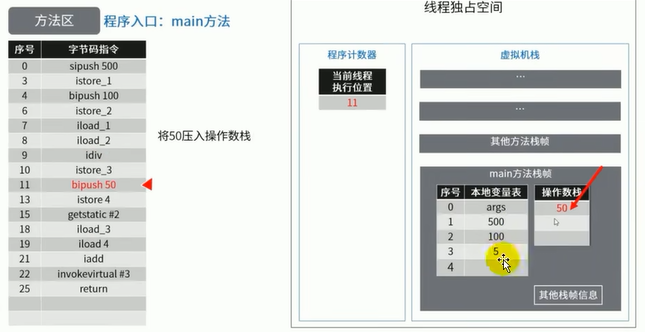 方法区
程序入口：main方法
序号 字节码指令
0 sipush 500
3 istore_1
4 bipush 100
6 istore_2
7 iload_1
8 iload_2
9 idiv
10 istore_3
11 bipush 50
13 istore 4
15 getstatic #2
18 iload_3
19 iload 4
21 iadd
22 invokevirtual #3
25 return
将50压入操作数栈
线程独占空间
程序计数器
当前线程
执行位置
11
虚拟机栈
...
...
其他方法栈帧
main方法栈帧
序号 本地变量表
0 args
1 500
2 100
3 5
4
操作数栈
50
其他栈帧信息